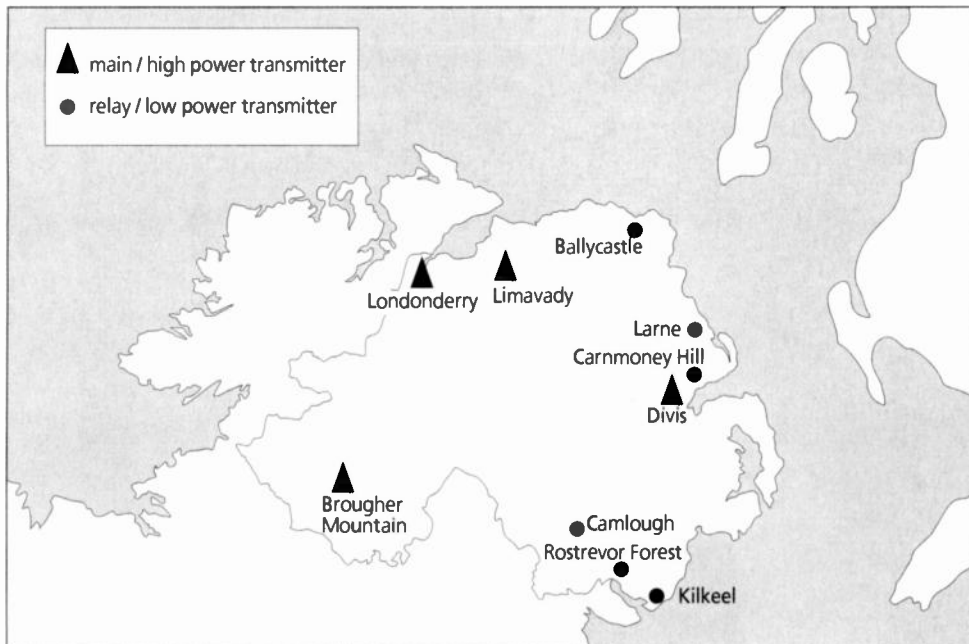 main / high power transmitter
relay / low power transmitter
Ballycastle
Londonderry
Limavady
Larne
Carnmoney Hill
Divis
Brougher
Mountain
Camlough
Rostrevor Forest
Kilkeel